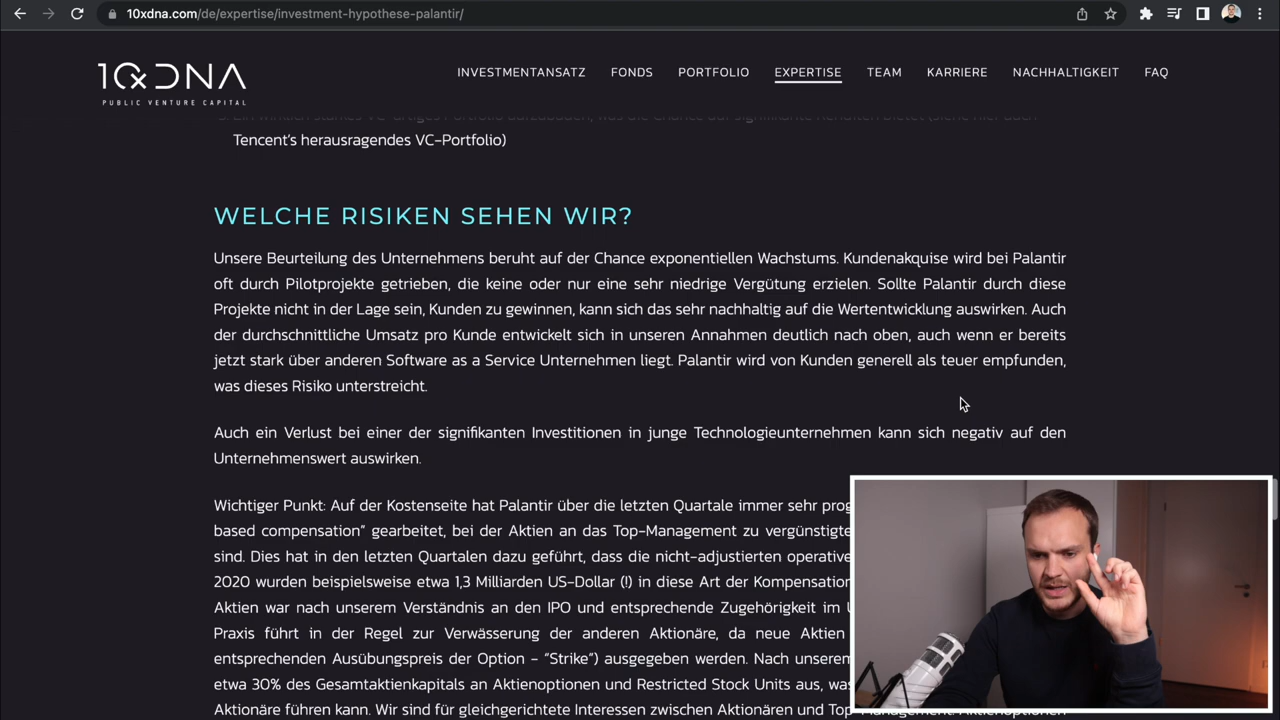 10xdna.com/de/expertise/investment-hypothese-palantir/
10XDNA
PUBLIC VENTURE CAPITAL
INVESTMENTANSATZ FONDS PORTFOLIO EXPERTISE TEAM KARRIERE NACHHALTIGKEIT FAQ
Tencent's herausragendes VC-Portfolio)
WELCHE RISIKEN SEHEN WIR?
Unsere Beurteilung des Unternehmens beruht auf der Chance exponentiellen Wachstums. Kundenakquise wird bei Palantir
oft durch Pilotprojekte getrieben, die keine oder nur eine sehr niedrige Vergütung erzielen. Sollte Palantir durch diese
Projekte nicht in der Lage sein, Kunden zu gewinnen, kann sich das sehr nachhaltig auf die Wertentwicklung auswirken. Auch
der durchschnittliche Umsatz pro Kunde entwickelt sich in unseren Annahmen deutlich nach oben, auch wenn er bereits
jetzt stark über anderen Software as a Service Unternehmen liegt. Palantir wird von Kunden generell als teuer empfunden,
was dieses Risiko unterstreicht.
Auch ein Verlust bei einer der signifikanten Investitionen in junge Technologieunternehmen kann sich negativ auf den
Unternehmenswert auswirken.
Wichtiger Punkt: Auf der Kostenseite hat Palantir über die letzten Quartale immer sehr
based compensation" gearbeitet, bei der Aktien an das Top-Management zu
sind. Dies hat in den letzten Quartalen dazu geführt, dass die nicht-adjustierten
2020 wurden beispielsweise etwa 1,3 Milliarden US-Dollar (!) in diese Art der Kompensation
Aktien war nach unserem Verständnis an den IPO und entsprechende Zugehörigkeit im
Praxis führt in der Regel zur Verwässerung der anderen Aktionäre, da neue Aktien
entsprechenden Ausübungspreis der Option - "Strike") ausgegeben werden. Nach
etwa 30% des Gesamtaktienkapitals an Aktienoptionen und Restricted Stock Units aus,
Aktionäre führen kann. Wir sind für gleichgerichtete Interessen zwischen Aktionären und